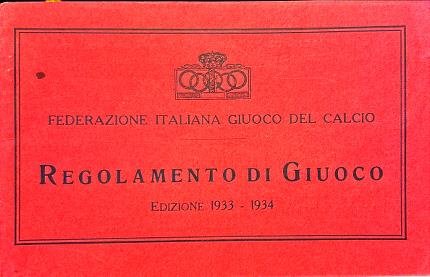 FEDERAZIONE ITALIANA GIUOCO DEL CALCIO
REGOLAMENTO DI GIUOCO
EDIZIONE 1933 - 1934